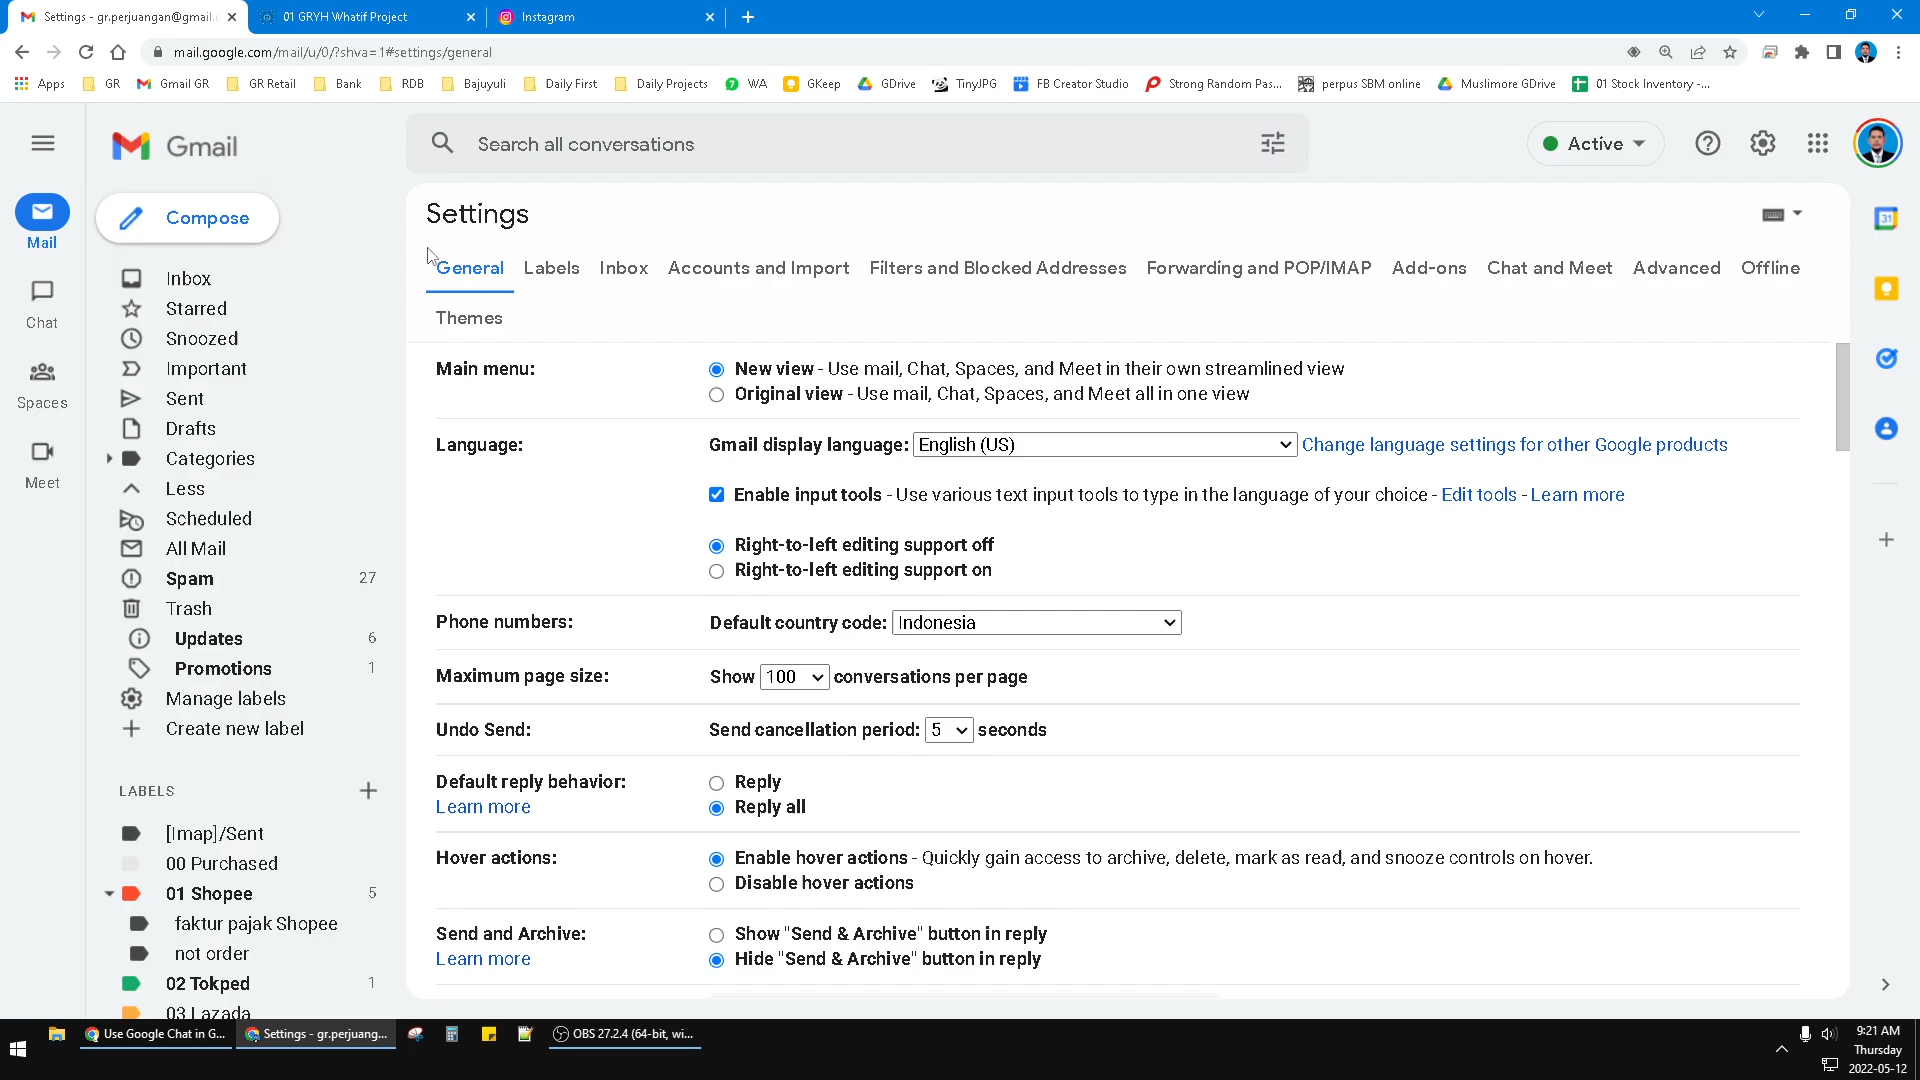 Settings - gr.perjuangan@gmail.c
01 GRYH Whatif Project
Instagram
mail.google.com/mail/u/0/?shva=1#settings/general
Apps
GR
Gmail GR
GR Retail
Bank
RDB
Bajuyuli
Daily First
Daily Projects
WA
GKeep
GDrive
TinyJPG
FB Creator Studio
Strong Random Pas...
perpus SBM online
Muslimore GDrive
01 Stock Inventory -...
Gmail
Search all conversations
Active
Mail
Chat
Spaces
Meet
Compose
Inbox
Starred
Snoozed
Important
Sent
Drafts
Categories
Less
Scheduled
All Mail
Spam 27
Trash
Updates 6
Promotions 1
Manage labels
Create new label
LABELS
[Imap]/Sent
00 Purchased
01 Shopee 5
faktur pajak Shopee
not order
02 Tokped 1
03 Lazada
Settings
General Labels Inbox Accounts and Import Filters and Blocked Addresses Forwarding and POP/IMAP Add-ons Chat and Meet Advanced Offline
Themes
Main menu: New view - Use mail, Chat, Spaces, and Meet in their own streamlined view
Original view - Use mail, Chat, Spaces, and Meet all in one view
Language: Gmail display language: English (US) Change language settings for other Google products
Enable input tools - Use various text input tools to type in the language of your choice - Edit tools - Learn more
Right-to-left editing support off
Right-to-left editing support on
Phone numbers: Default country code: Indonesia
Maximum page size: Show 100 conversations per page
Undo Send: Send cancellation period: 5 seconds
Default reply behavior: Reply
Learn more Reply all
Hover actions: Enable hover actions - Quickly gain access to archive, delete, mark as read, and snooze controls on hover.
Disable hover actions
Send and Archive: Show "Send & Archive" button in reply
Learn more Hide "Send & Archive" button in reply
31
Use Google Chat in G...
Settings - gr.perjuang...
OBS 27.2.4 (64-bit, wi...
9:21 AM
Thursday
2022-05-12